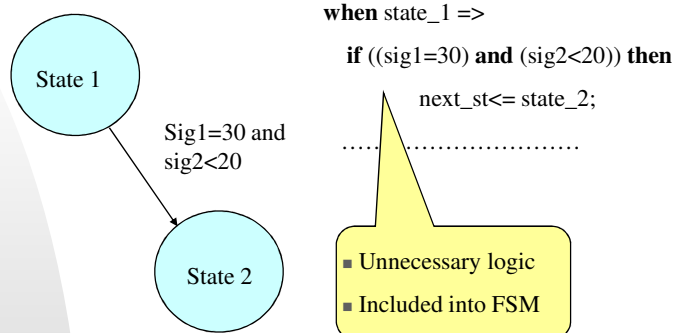 State 1
Sig1=30 and
sig2<20
State 2
when state_1 =>
if ((sig1=30) and (sig2<20)) then
next_st<= state_2;
…………………………
■ Unnecessary logic
■ Included into FSM